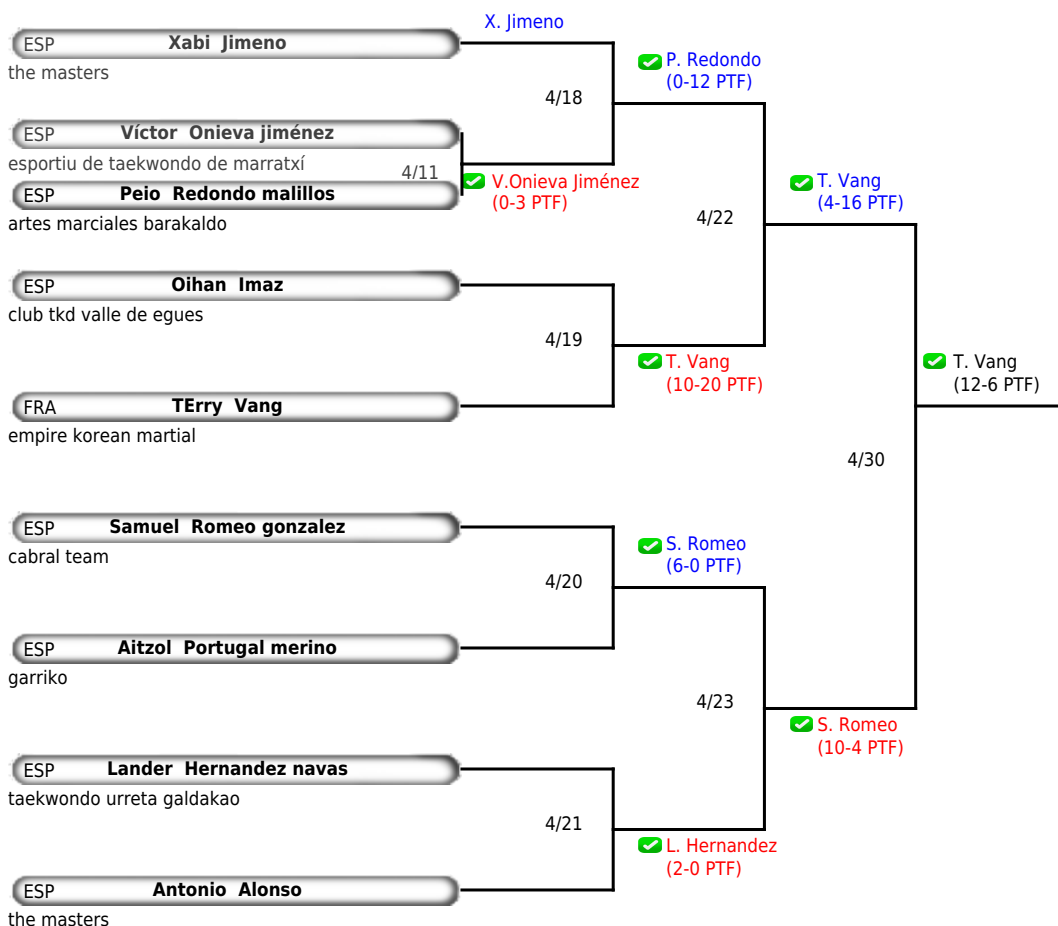 X. Jimeno
ESP Xabi Jimeno
the masters
P. Redondo
(0-12 PTF)
4/18
ESP Víctor Onieva jiménez
esportiu de taekwondo de marratxí
4/11
V.Onieva Jiménez
(0-3 PTF)
ESP Peio Redondo malillos
artes marciales barakaldo
T. Vang
(4-16 PTF)
4/22
ESP Oihan Imaz
club tkd valle de egues
4/19
T. Vang
(10-20 PTF)
T. Vang
(12-6 PTF)
FRA TErry Vang
empire korean martial
4/30
ESP Samuel Romeo gonzalez
cabral team
S. Romeo
(6-0 PTF)
4/20
ESP Aitzol Portugal merino
garriko
4/23
S. Romeo
(10-4 PTF)
ESP Lander Hernandez navas
taekwondo urreta galdakao
4/21
L. Hernandez
(2-0 PTF)
ESP Antonio Alonso
the masters